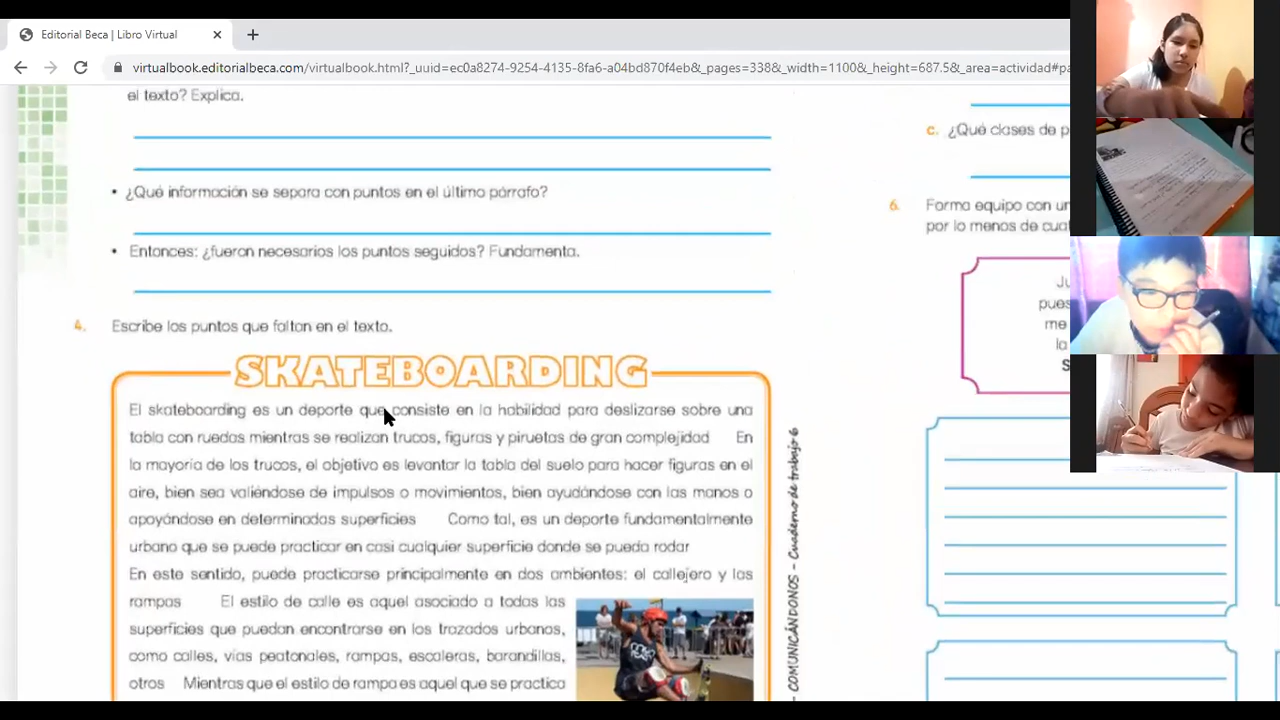 Editorial Beca | Libro Virtual
virtualbook.editorialbeca.com/virtualbook.html?_uuid=ec0a5e74-9254-4135-8fa6-a04bd870f4eb&_pages=338&_width=1100&_height=687.5&_area=actividad#pa
el texto? Explica.
• ¿Qué información se separa con puntos en el último párrafo?
• Entonces: ¿fueron necesarios los puntos seguidos? Fundamenta.
4. Escribe los puntos que faltan en el texto.
SKATEBOARDING
El skateboarding es un deporte que consiste en la habilidad para deslizarse sobre una
tabla con ruedas mientras se realizan trucos, figuras y piruetas de gran complejidad En
la mayoría de los trucos, el objetivo es levantar la tabla del suelo para hacer figuras en el
aire, bien sea valiéndose de impulsos o movimientos, bien ayudándose con las manos o
apoyándose en determinadas superficies Como tal, es un deporte fundamentalmente
urbano que se puede practicar en casi cualquier superficie donde se pueda rodar
En este sentido, puede practicarse principalmente en dos ambientes: el callejero y las
rampas El estilo de calle es aquel asociado a todas las
superficies que puedan encontrarse en los trazados urbanos,
como calles, vías peatonales, rampas, escaleras, barandillas,
otros Mientras que el estilo de rampa es aquel que se practica
- COMUNICÁNDONOS - Cuaderno de trabajo 6
c. ¿Qué clases de p
6. Forma equipo con un
por lo menos de cua
Ju
pues
me
la
S